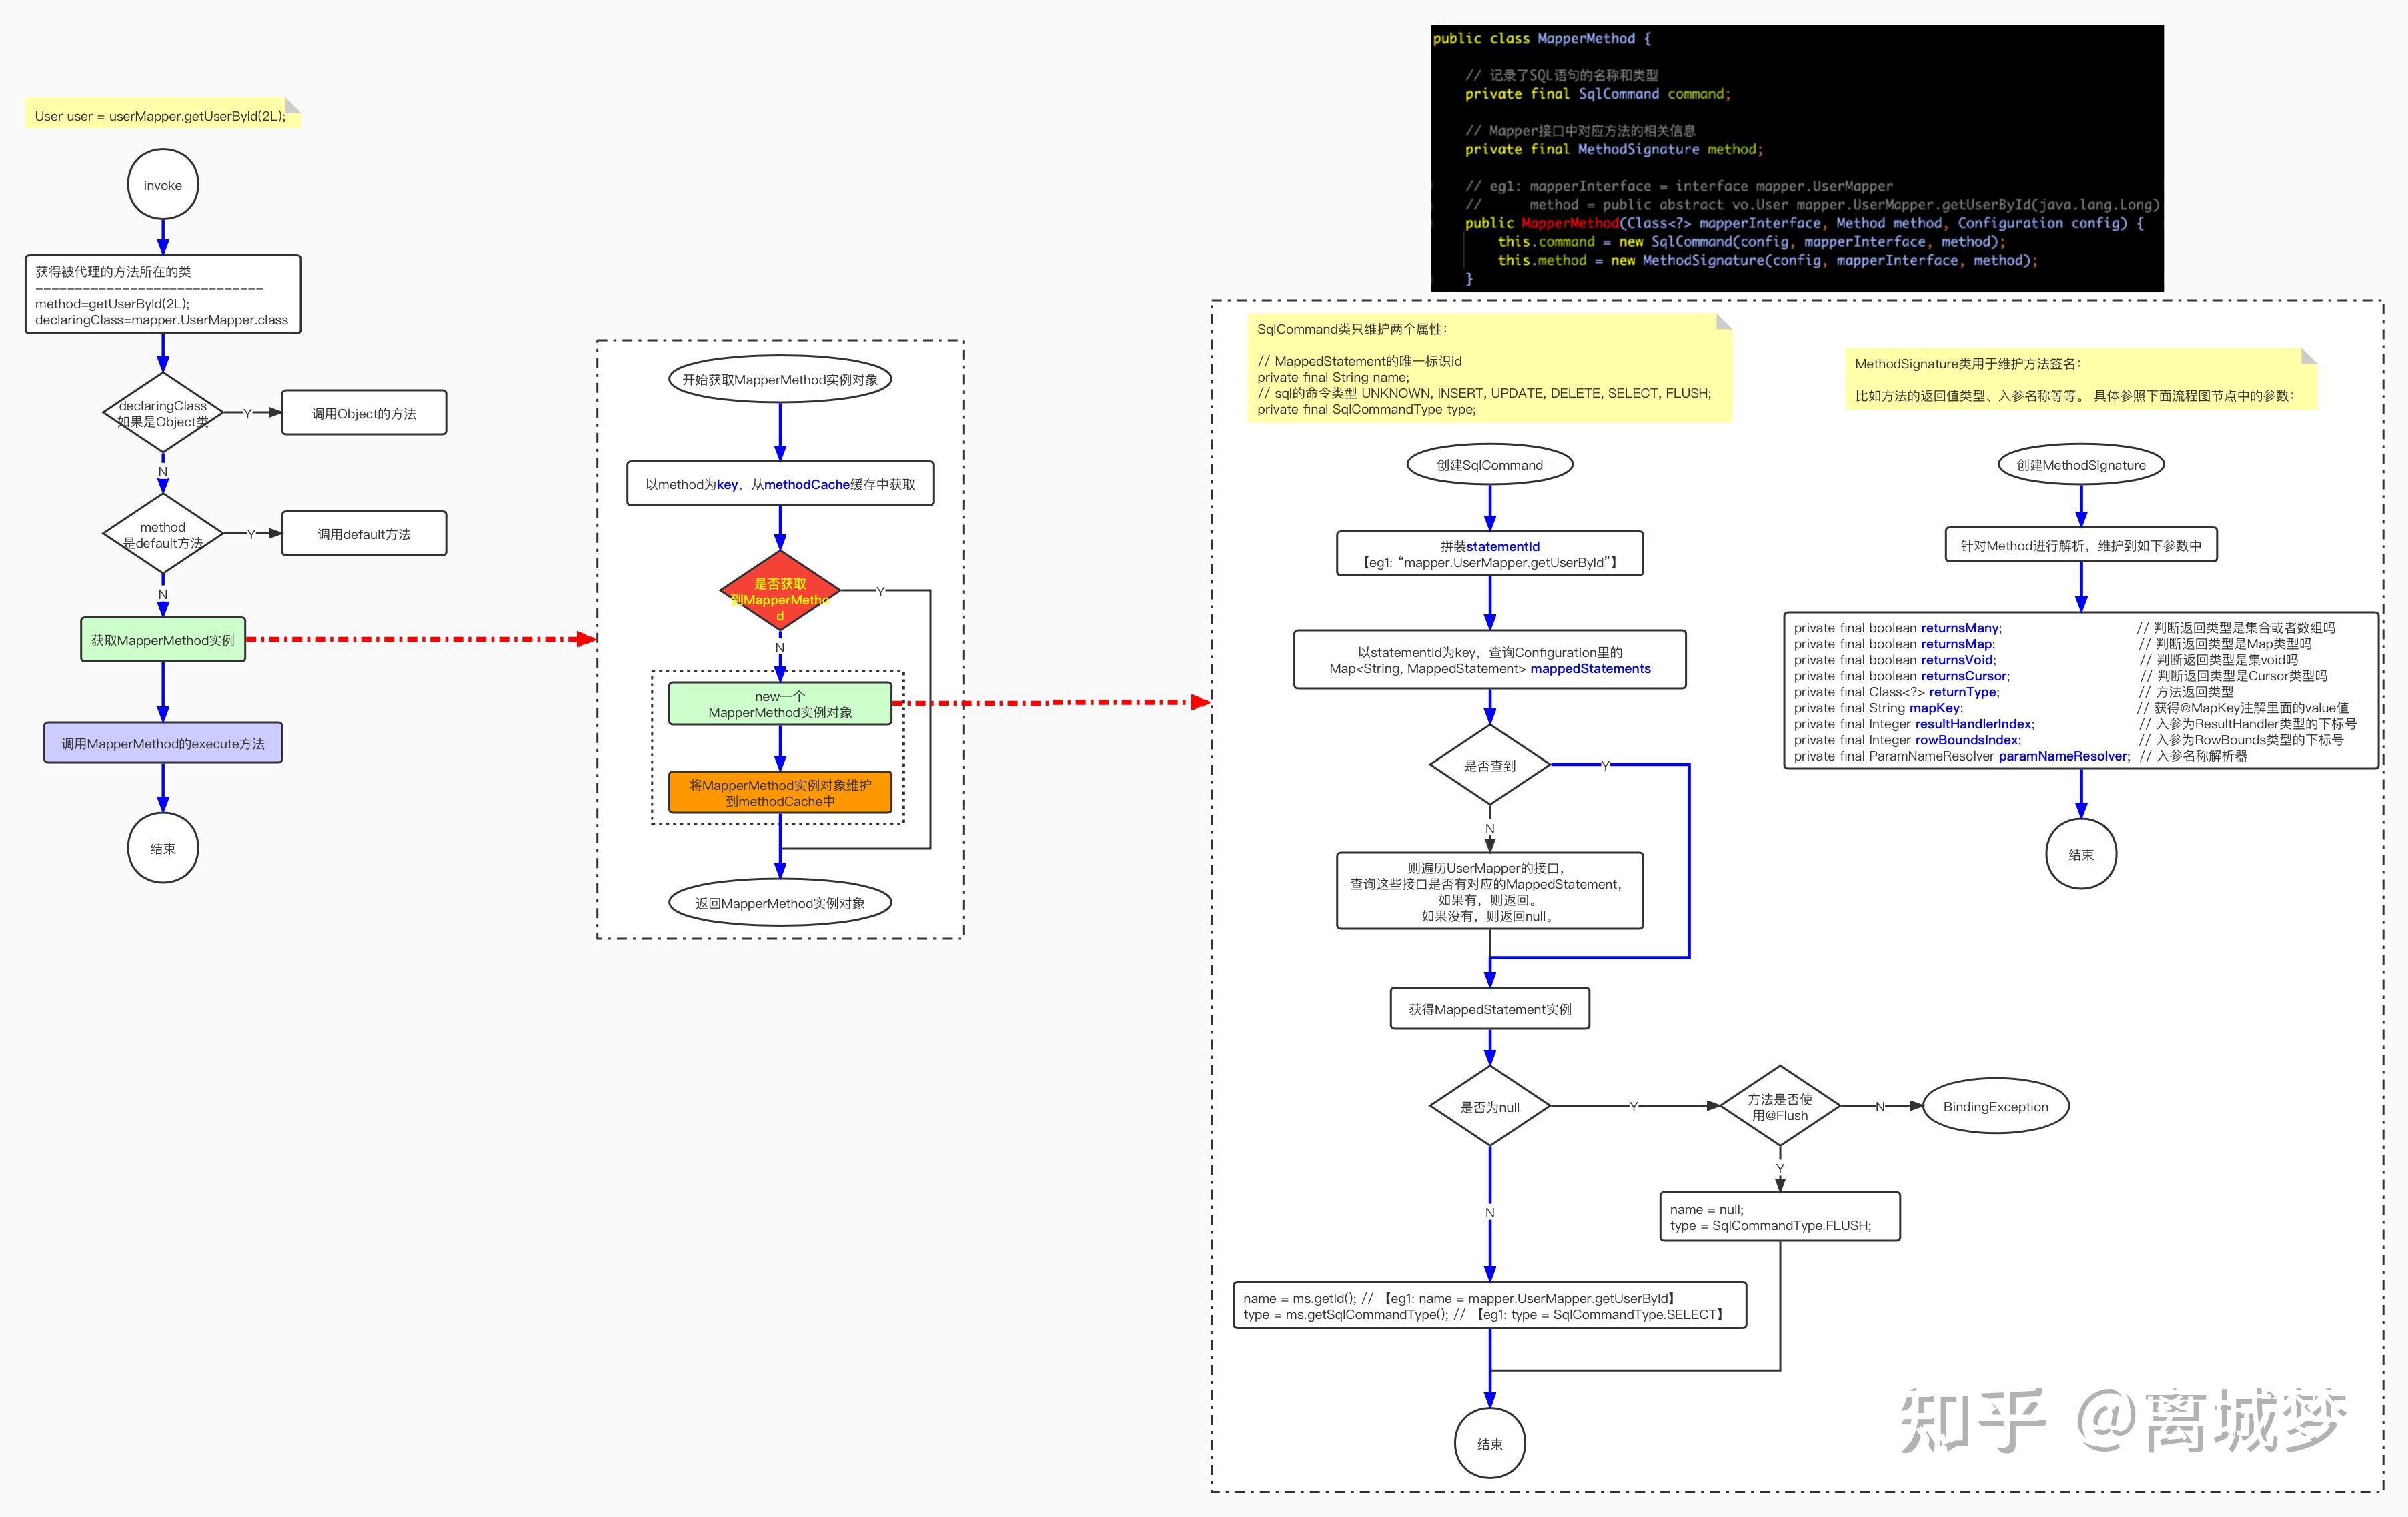 User user = userMapper.getUserById(2L);
invoke
获得被代理的方法所在的类
-----------------------------
method=getUserById(2L);
declaringClass=mapper.UserMapper.class
declaringClass
如果是Object类
Y
调用Object的方法
N
method
是default方法
Y
调用default方法
N
获取MapperMethod实例
调用MapperMethod的execute方法
结束
开始获取MapperMethod实例对象
以method为key，从methodCache缓存中获取
是否获取
到MapperMetho
d
Y
N
new一个
MapperMethod实例对象
将MapperMethod实例对象维护
到methodCache中
返回MapperMethod实例对象
public class MapperMethod {
// 记录了SQL语句的名称和类型
private final SqlCommand command;
// Mapper接口中对应方法的相关信息
private final MethodSignature method;
// eg1: mapperInterface = interface mapper.UserMapper
//      method = public abstract vo.User mapper.UserMapper.getUserById(java.lang.Long)
public MapperMethod(Class<?> mapperInterface, Method method, Configuration config) {
this.command = new SqlCommand(config, mapperInterface, method);
this.method = new MethodSignature(config, mapperInterface, method);
}
SqlCommand类只维护两个属性：
// MappedStatement的唯一标识id
private final String name;
// sql的命令类型 UNKNOWN, INSERT, UPDATE, DELETE, SELECT, FLUSH;
private final SqlCommandType type;
创建SqlCommand
拼装statementId
【eg1: “mapper.UserMapper.getUserById”】
以statementId为key，查询Configuration里的
Map<String, MappedStatement> mappedStatements
是否查到
Y
N
则遍历UserMapper的接口，
查询这些接口是否有对应的MappedStatement，
如果有，则返回。
如果没有，则返回null。
获得MappedStatement实例
是否为null
Y
方法是否使
用@Flush
N
BindingException
Y
name = null;
type = SqlCommandType.FLUSH;
N
name = ms.getId(); // 【eg1: name = mapper.UserMapper.getUserById】
type = ms.getSqlCommandType(); // 【eg1: type = SqlCommandType.SELECT】
结束
MethodSignature类用于维护方法签名：
比如方法的返回值类型、入参名称等等。 具体参照下面流程图节点中的参数：
创建MethodSignature
针对Method进行解析，维护到如下参数中
private final boolean returnsMany; // 判断返回类型是集合或者数组吗
private final boolean returnsMap; // 判断返回类型是Map类型吗
private final boolean returnsVoid; // 判断返回类型是集void吗
private final boolean returnsCursor; // 判断返回类型是Cursor类型吗
private final Class<?> returnType; // 方法返回类型
private final String mapKey; // 获得@MapKey注解里面的value值
private final Integer resultHandlerIndex; // 入参为ResultHandler类型的下标号
private final Integer rowBoundsIndex; // 入参为RowBounds类型的下标号
private final ParamNameResolver paramNameResolver; // 入参名称解析器
结束
知乎 @离城梦